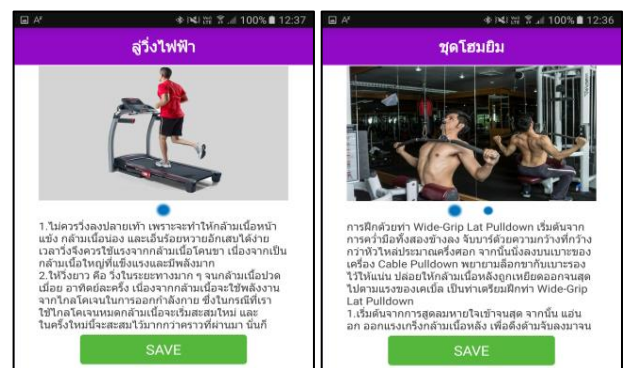 100% 12:37
ลู่วิ่งไฟฟ้า
1.ไม่ควรวิ่งลงปลายเท้า เพราะจะทำให้กล้ามเนื้อหน้า
แข้ง กล้ามเนื้อน่อง และเอ็นร้อยหวายอักเสบได้ง่าย
เวลาวิ่งจึงควรใช้แรงจากกล้ามเนื้อโคนขา เนื่องจากเป็น
กล้ามเนื้อใหญ่ที่แข็งแรงและมีพลังมาก
2.ให้วิ่งยาว คือ วิ่งในระยะทางมาก ๆ จนกล้ามเนื้อปวด
เมื่อย อาทิตย์ละครั้ง เนื่องจากกล้ามเนื้อจะใช้พลังงาน
จากไกลโคเจนในการออกกำลังกาย ซึ่งในกรณีที่เรา
ใช้ไกลโคเจนหมดกล้ามเนื้อจะเริ่มสะสมใหม่ และ
ในครั้งใหม่นี้จะสะสมไว้มากกว่าคราวที่ผ่านมา นั่นก็
SAVE
100% 12:36
ชุดโฮมยิม
การฝึกด้วยท่า Wide-Grip Lat Pulldown เริ่มต้นจาก
การคว่ำมือทั้งสองข้างลง จับบาร์ด้วยความกว้างที่กว้าง
กว่าหัวไหล่ประมาณครึ่งศอก จากนั้นนั่งลงบนเบาะของ
เครื่อง Cable Pulldown พยายามล็อกขากับเบาะรอง
ไว้ให้แน่น ปล่อยให้กล้ามเนื้อหลังถูกเหยียดออกจนสุด
ไปตามแรงของเคเบิ้ล เป็นท่าเตรียมฝึกท่า Wide-Grip
Lat Pulldown
1.เริ่มต้นจากการสูดลมหายใจเข้าจนสุด จากนั้น แอ่น
อก ออกแรงเกร็งกล้ามเนื้อหลัง เพื่อดึงด้ามจับลงมาจน
SAVE